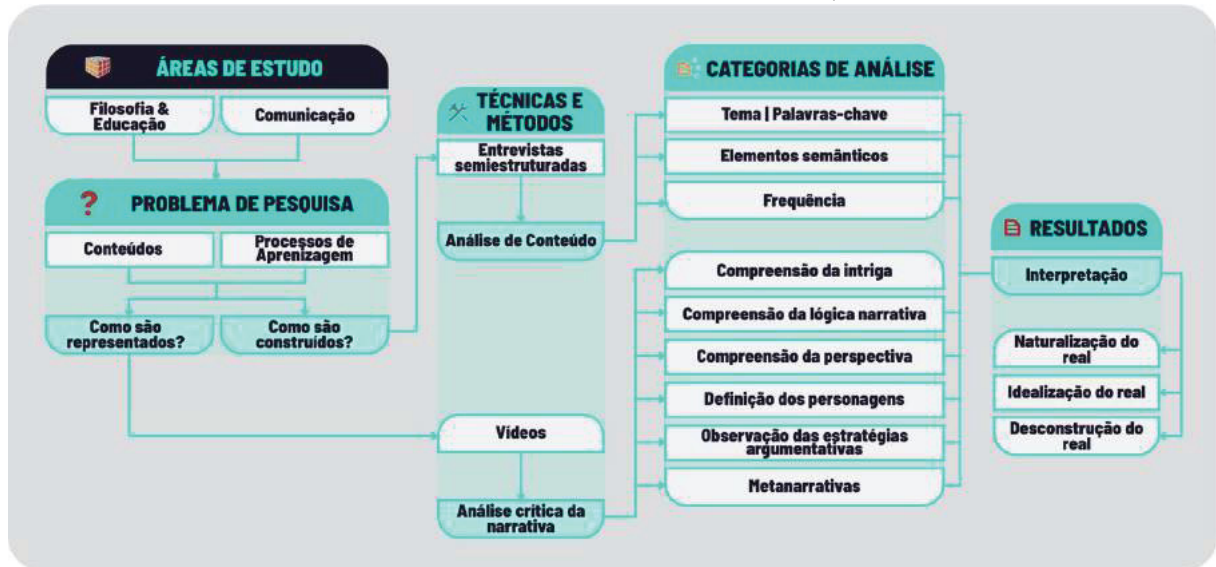 ÁREAS DE ESTUDO
Filosofia &
Educação
Comunicação
PROBLEMA DE PESQUISA
Conteúdos
Processos de
Aprenizagem
Como são
representados?
Como são
construídos?
TÉCNICAS E
MÉTODOS
Entrevistas
semiestruturadas
Análise de Conteúdo
Vídeos
Análise crítica da
narrativa
CATEGORIAS DE ANÁLISE
Tema | Palavras-chave
Elementos semânticos
Frequência
Compreensão da intriga
Compreensão da lógica narrativa
Compreensão da perspectiva
Definição dos personagens
Observação das estratégias
argumentativas
Metanarrativas
RESULTADOS
Interpretação
Naturalização do
real
Idealização do real
Desconstrução do
real